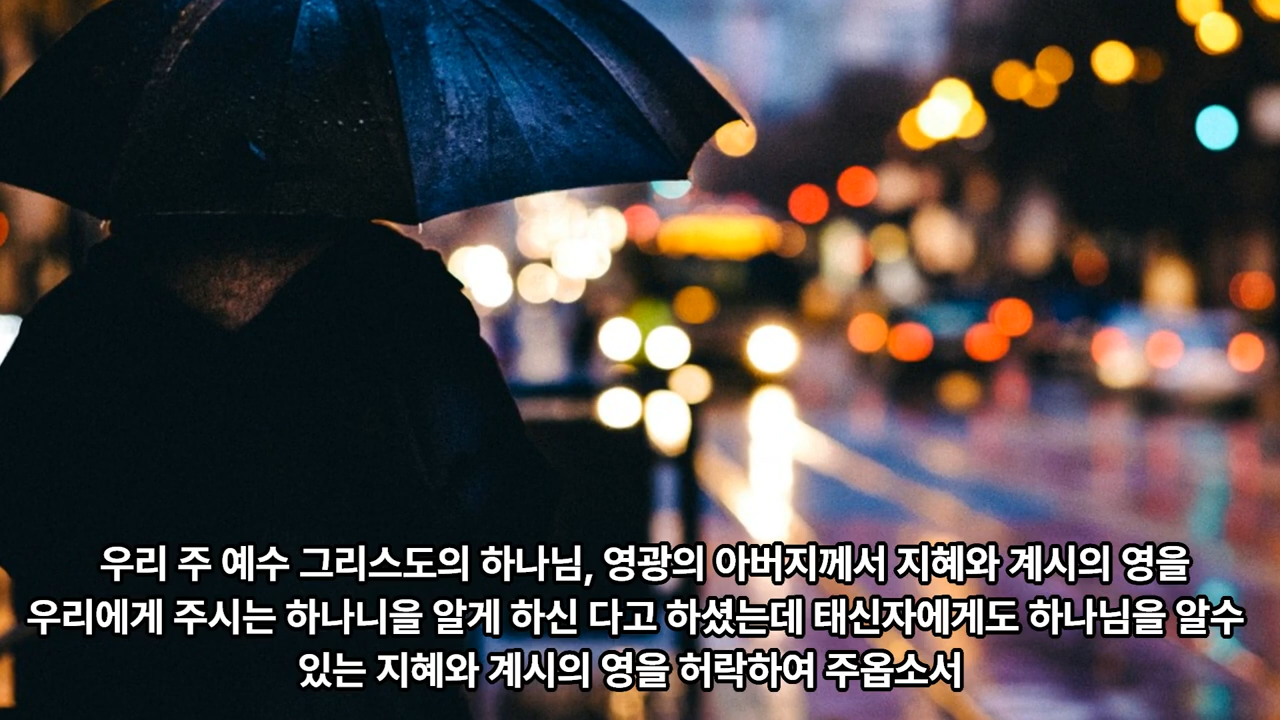 우리 주 예수 그리스도의 하나님, 영광의 아버지께서 지혜와 계시의 영을
우리에게 주시는 하나니을 알게 하신 다고 하셨는데 태신자에게도 하나님을 알수
있는 지혜와 계시의 영을 허락하여 주옵소서